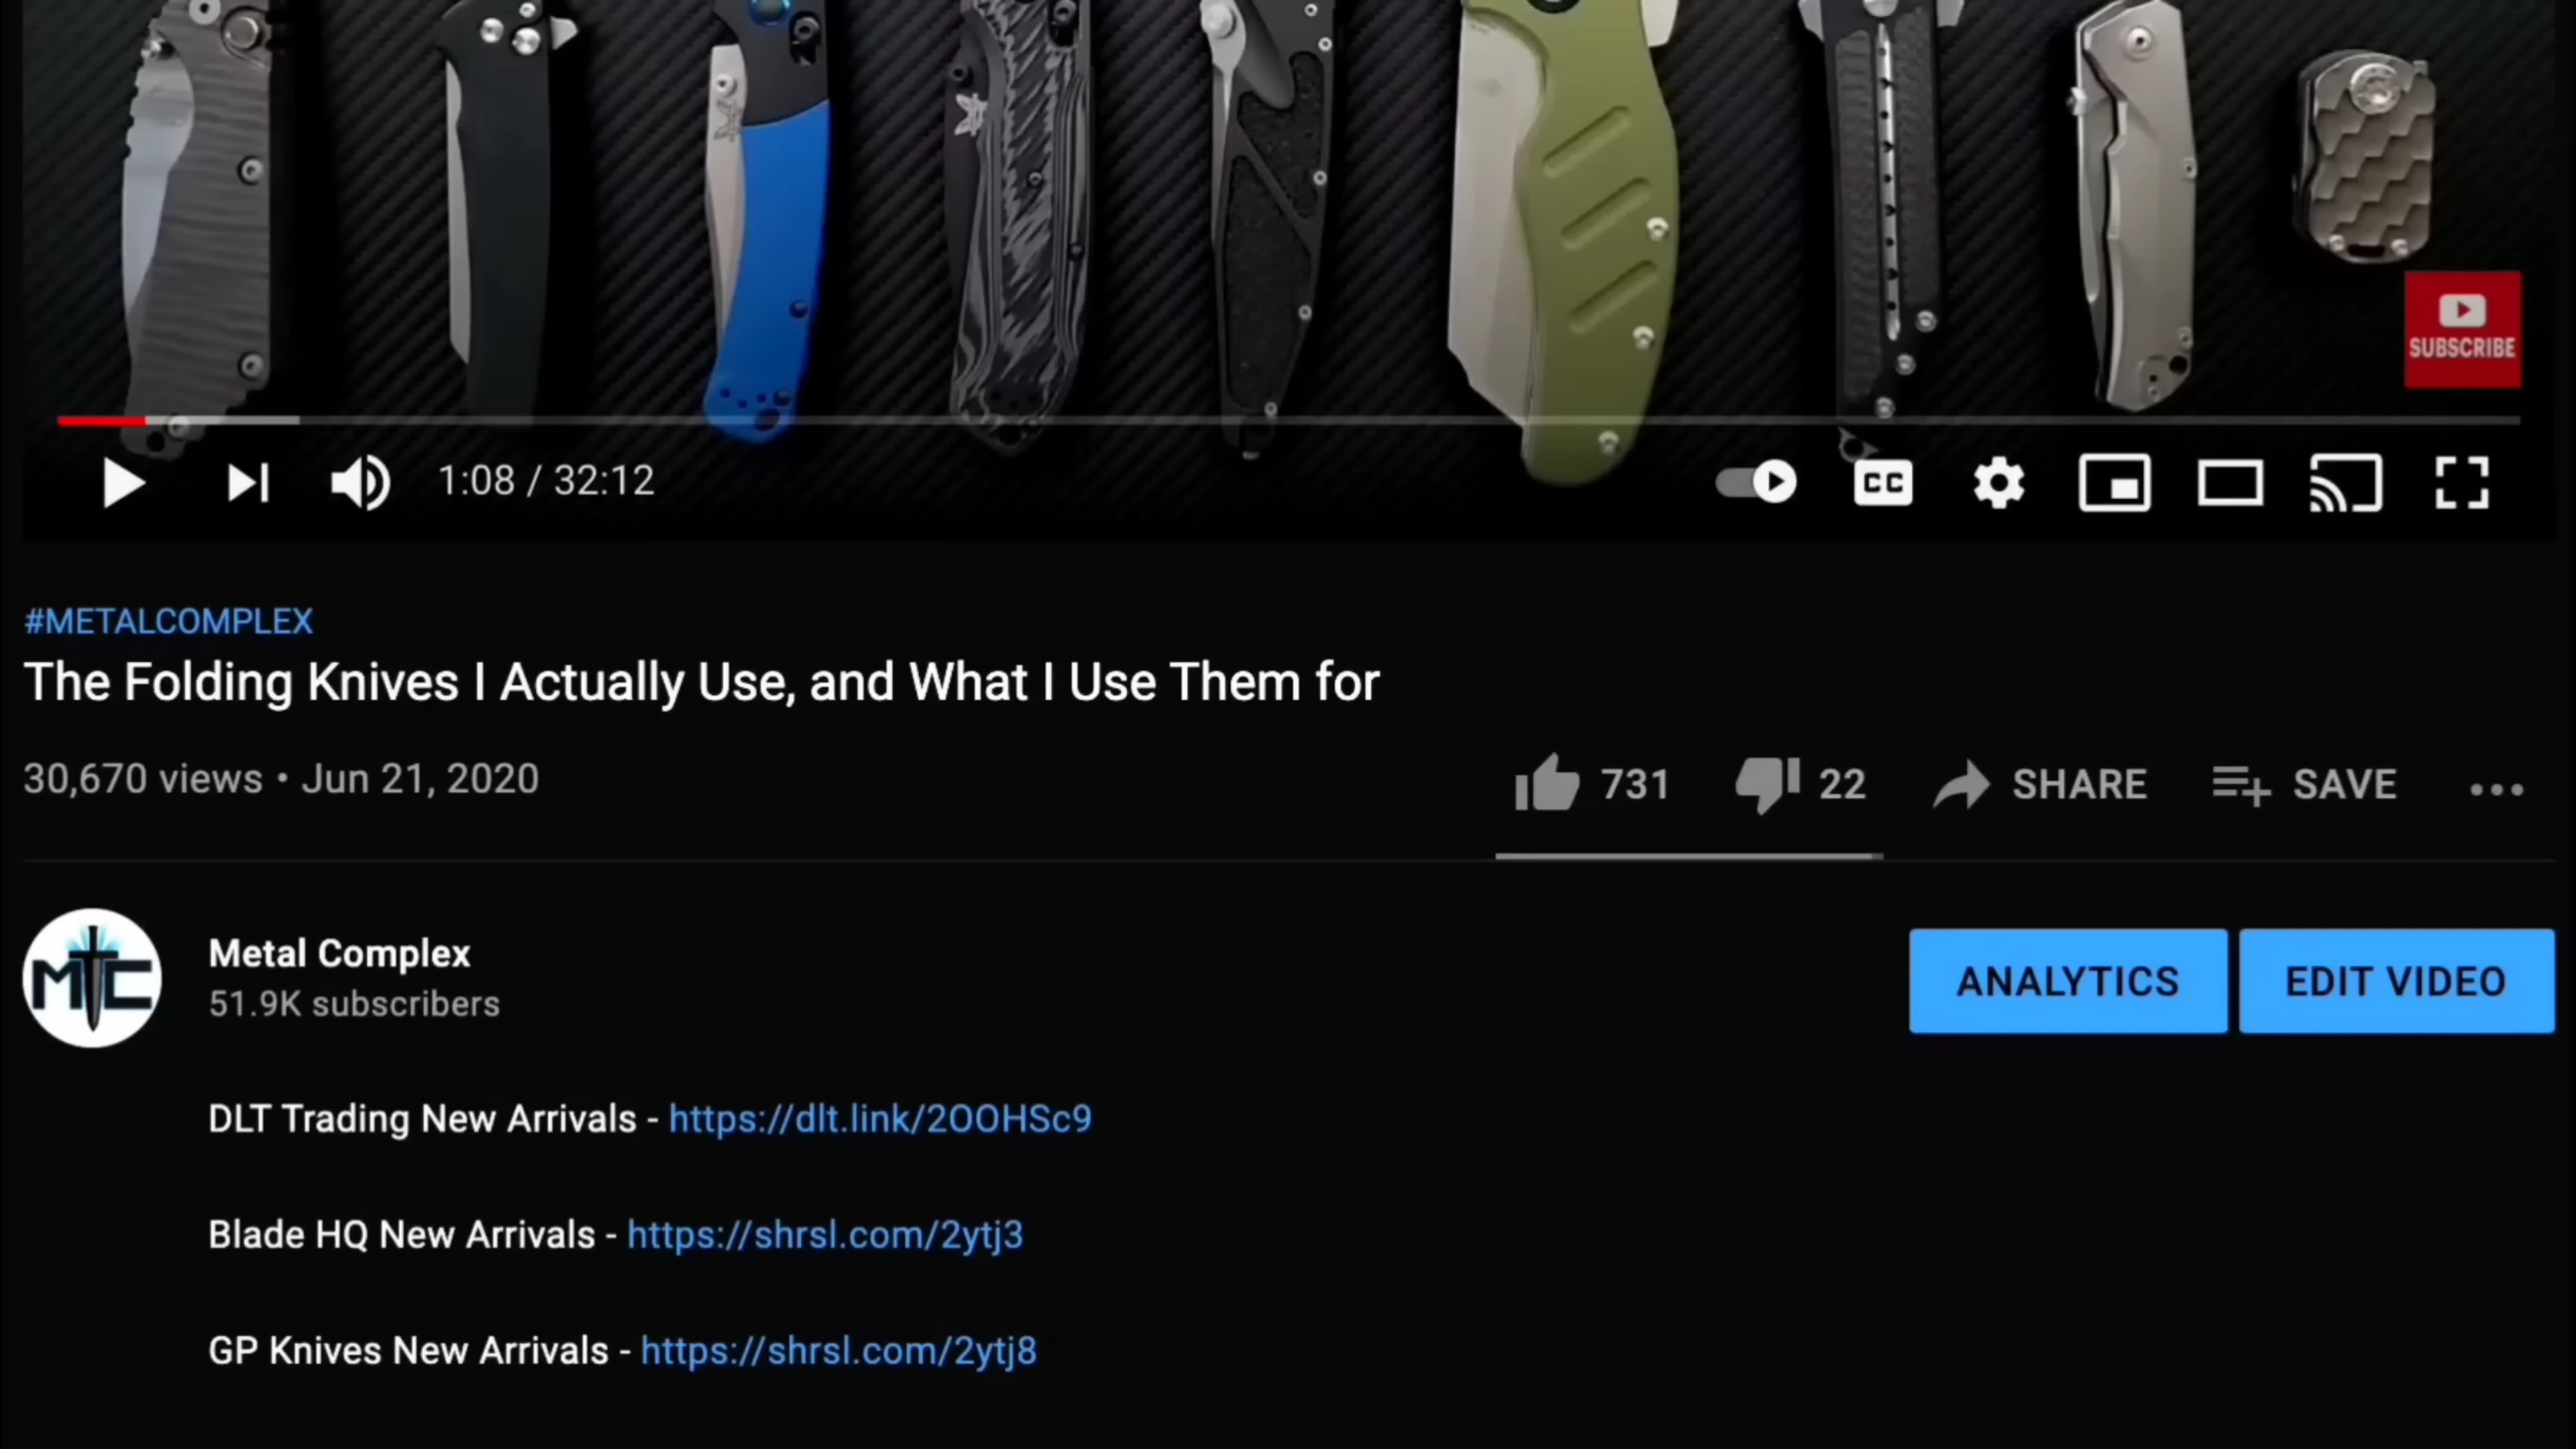 SUBSCRIBE
1:08 / 32:12
CC
#METALCOMPLEX
The Folding Knives I Actually Use, and What I Use Them for
30,670 views • Jun 21, 2020
731
22
SHARE
SAVE
MTC
Metal Complex
51.9K subscribers
ANALYTICS
EDIT VIDEO
DLT Trading New Arrivals - https://dlt.link/2OOHSc9
Blade HQ New Arrivals - https://shrsl.com/2ytj3
GP Knives New Arrivals - https://shrsl.com/2ytj8